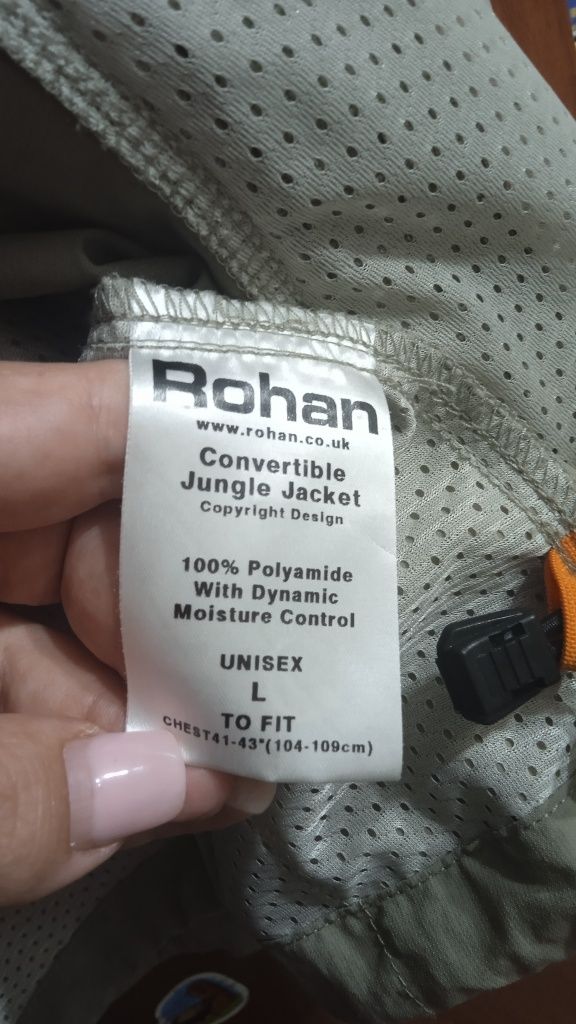 Rohan
www.rohan.co.uk
Convertible
Jungle Jacket
Copyright Design
100% Polyamide
With Dynamic
Moisture Control
UNISEX
L
TO FIT
CHEST41-43"(104-109cm)